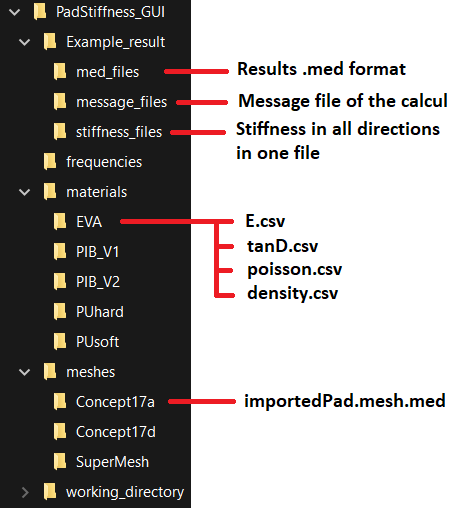 PadStiffness_GUI
Example_result
med_files
Results .med format
message_files
Message file of the calcul
stiffness_files
Stiffness in all directions
in one file
frequencies
materials
EVA
E.csv
tanD.csv
PIB_V1
poisson.csv
PIB_V2
density.csv
PUhard
PUsoft
meshes
Concept17a
importedPad.mesh.med
Concept17d
SuperMesh
working_directory